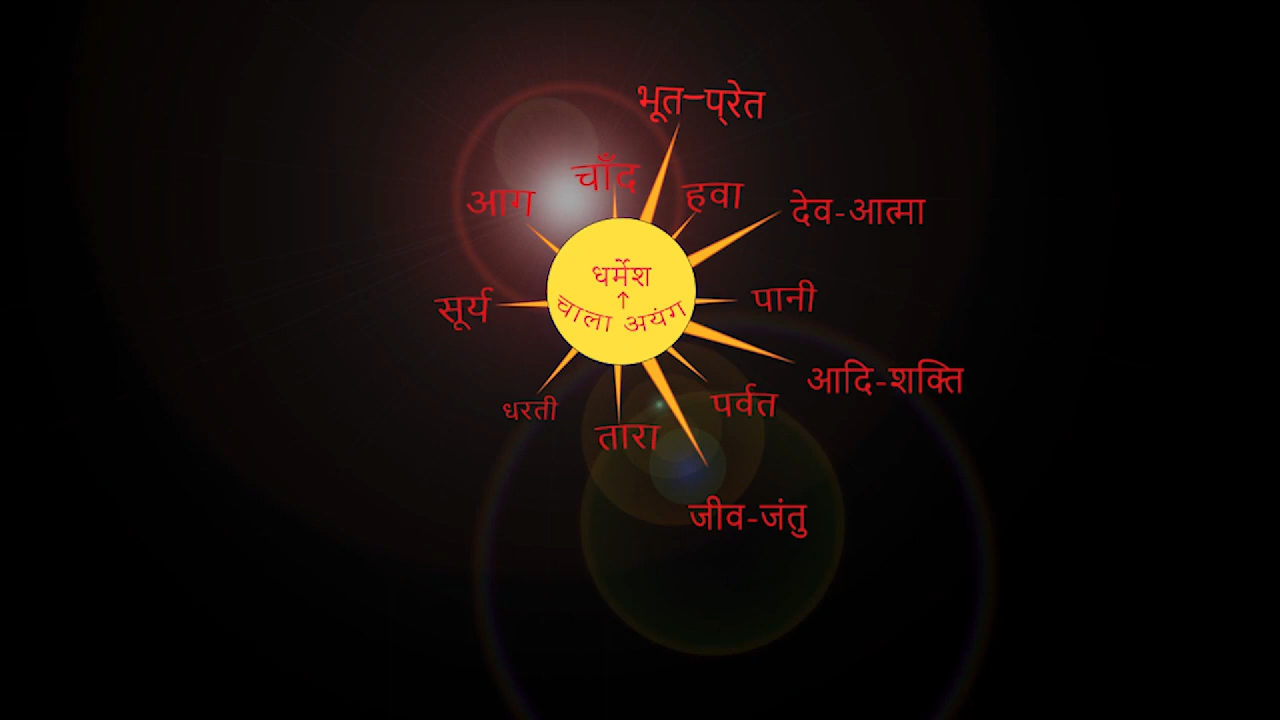 भूत-प्रेत
चाँद
हवा
आग
देव-आत्मा
धर्मेश
↑
चाला अयंग
सूर्य
पानी
आदि-शक्ति
धरती
पर्वत
तारा
जीव-जंतु